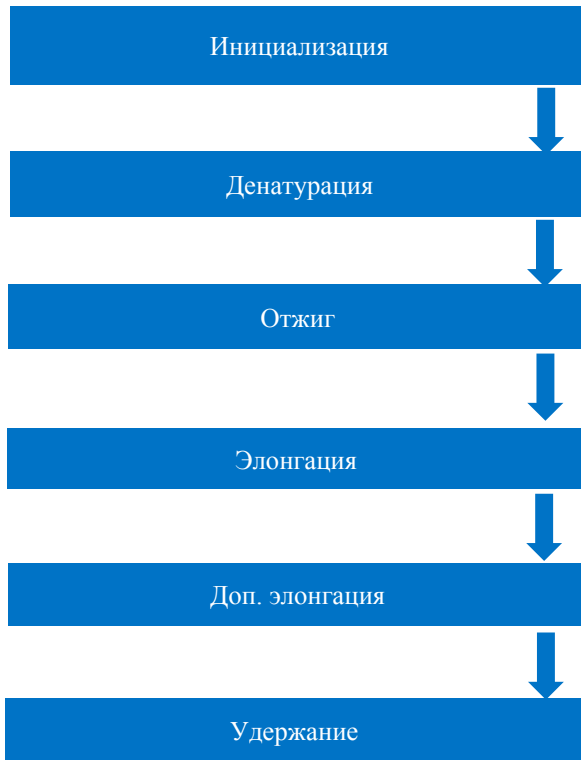 Инициализация
Денатурация
Отжиг
Элонгация
Доп. элонгация
Удержание